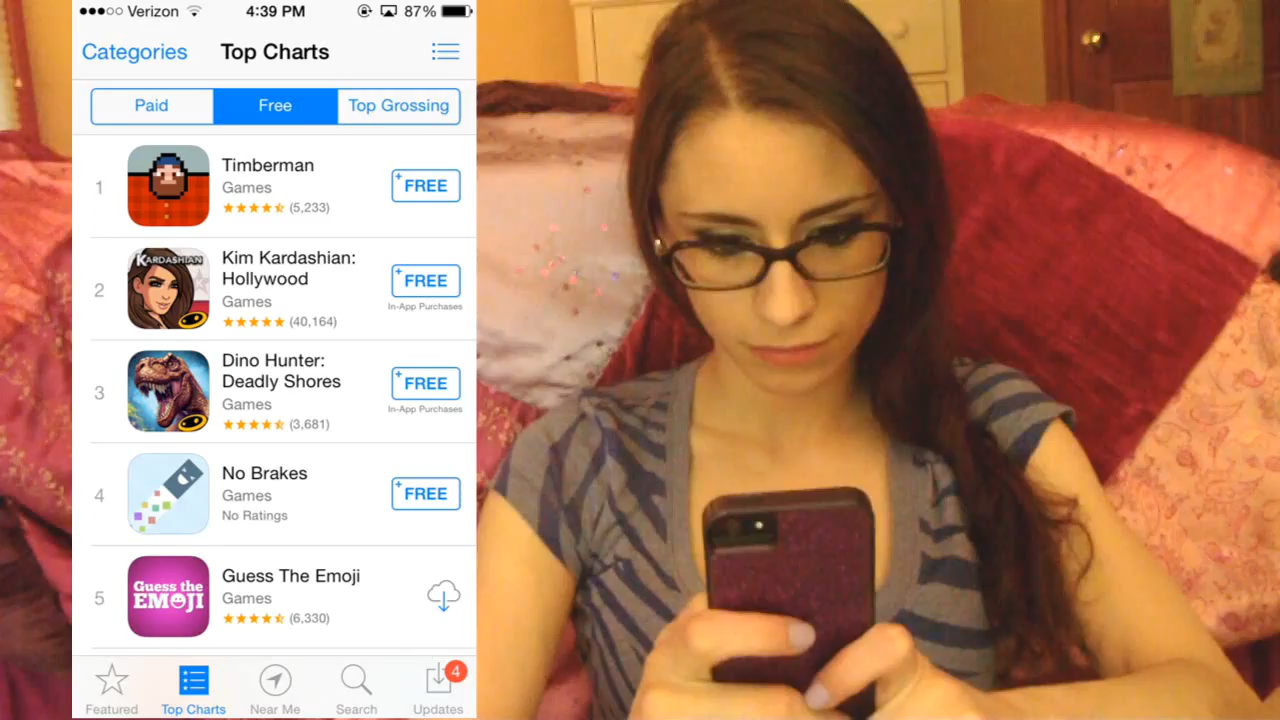 Verizon 4:39 PM 87%
Categories Top Charts
Paid Free Top Grossing
1 Timberman
Games
(5,233)
+ FREE
2 KARDASHIAN
Kim Kardashian:
Hollywood
Games
(40,164)
+ FREE
In-App Purchases
3 Dino Hunter:
Deadly Shores
Games
(3,681)
+ FREE
In-App Purchases
4 No Brakes
Games
No Ratings
+ FREE
5 Guess the
EMOJI
Guess The Emoji
Games
(6,330)
4
Featured Top Charts Near Me Search Updates